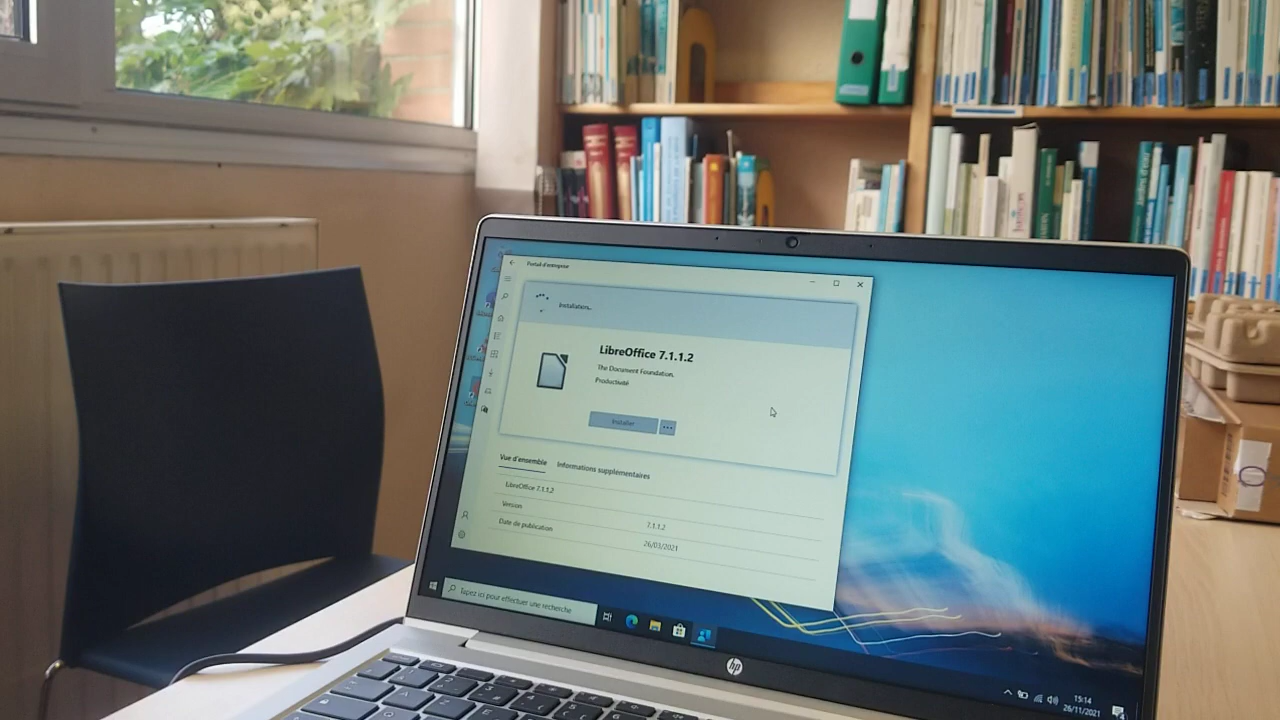 Portail d'entreprise
Installation...
LibreOffice 7.1.1.2
The Document Foundation,
Productivité
Installer
Vue d'ensemble
Informations supplémentaires
LibreOffice 7.1.1.2
Version
7.1.1.2
Date de publication
26/03/2021
Tapez ici pour effectuer une recherche
hp
15:14
26/11/2021